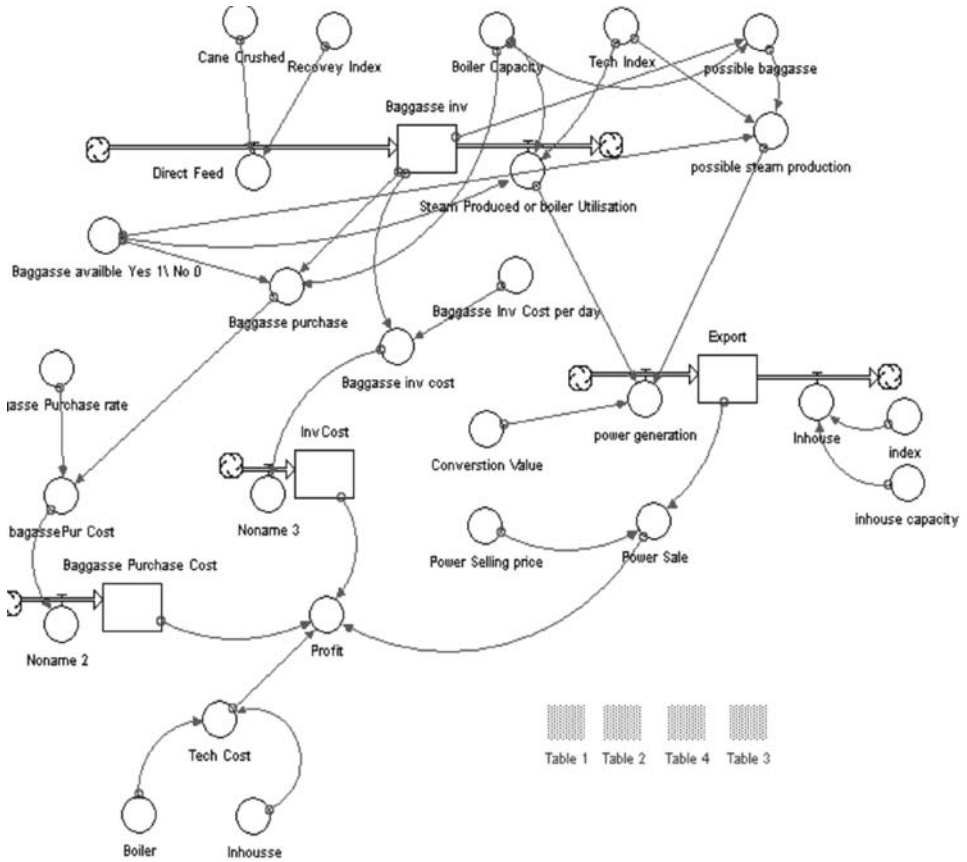 Cane Crushed
Recovey Index
Boiler Capacity
Tech Index
possible baggasse
Baggasse inv
Direct Feed
possible steam production
Steam Produced or boiler Utilisation
Baggasse availble Yes 1\ No 0
Baggasse purchase
Baggasse Inv Cost per day
Export
Baggasse inv cost
gasse Purchase rate
power generation
Inhouse
index
Inv Cost
Converstion Value
inhouse capacity
bagassePur Cost
Noname 3
Power Selling price
Power Sale
Baggasse Purchase Cost
Noname 2
Profit
Tech Cost
Table 1
Table 2
Table 4
Table 3
Boiler
Inhousse